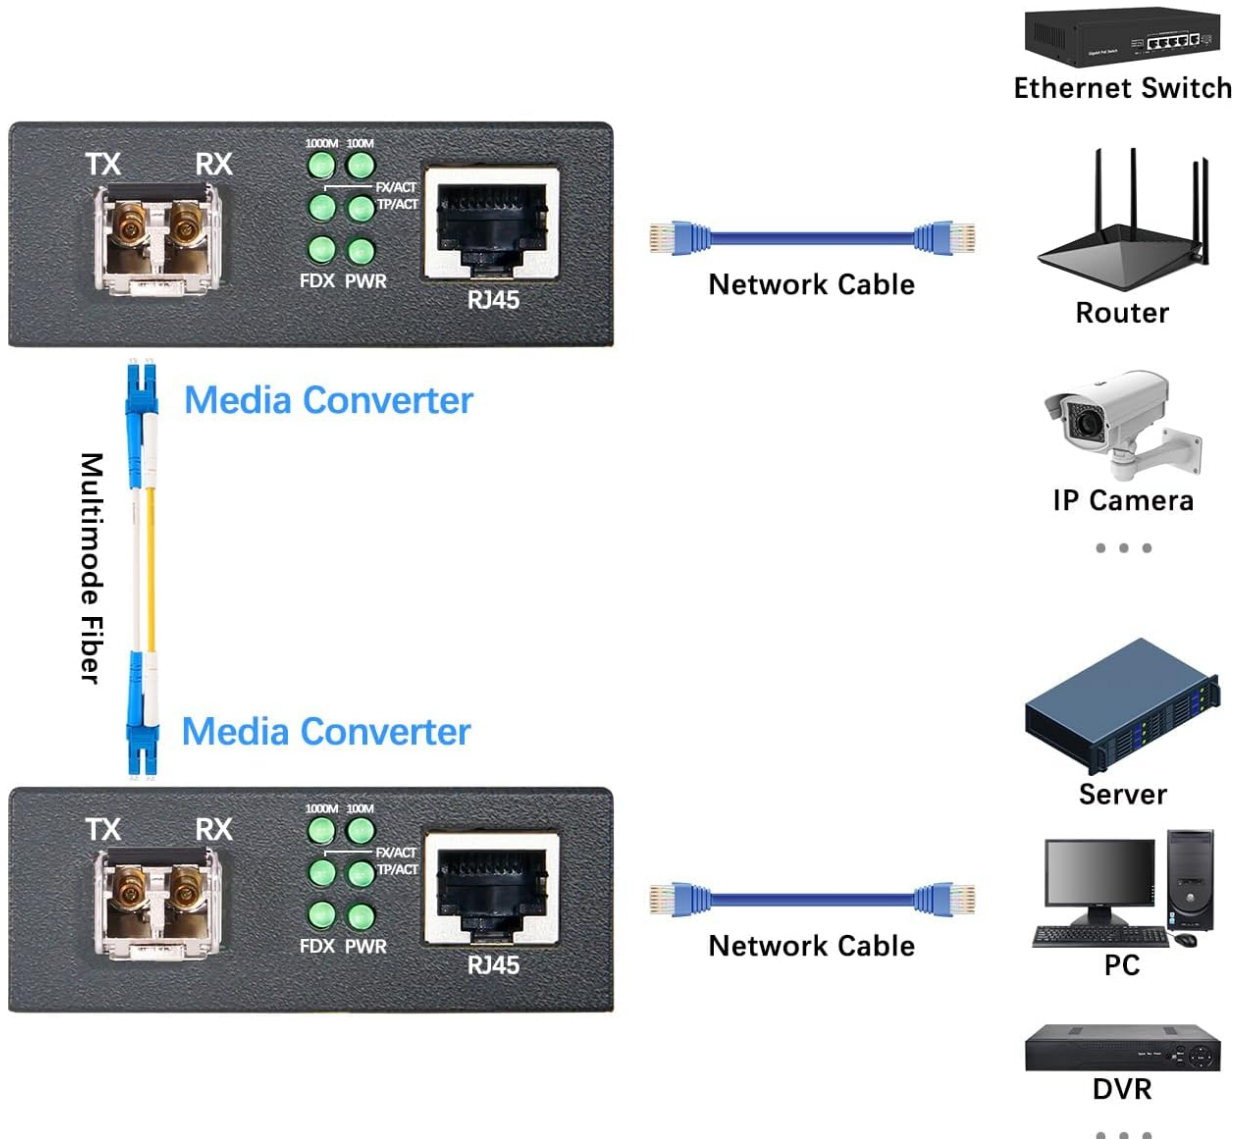 Ethernet Switch
TX RX
1000M 100M
FX/ACT
TP/ACT
FDX PWR
RJ45
Network Cable
Router
Media Converter
Multimode Fiber
IP Camera
Media Converter
Server
TX RX
1000M 100M
FX/ACT
TP/ACT
FDX PWR
RJ45
Network Cable
PC
DVR